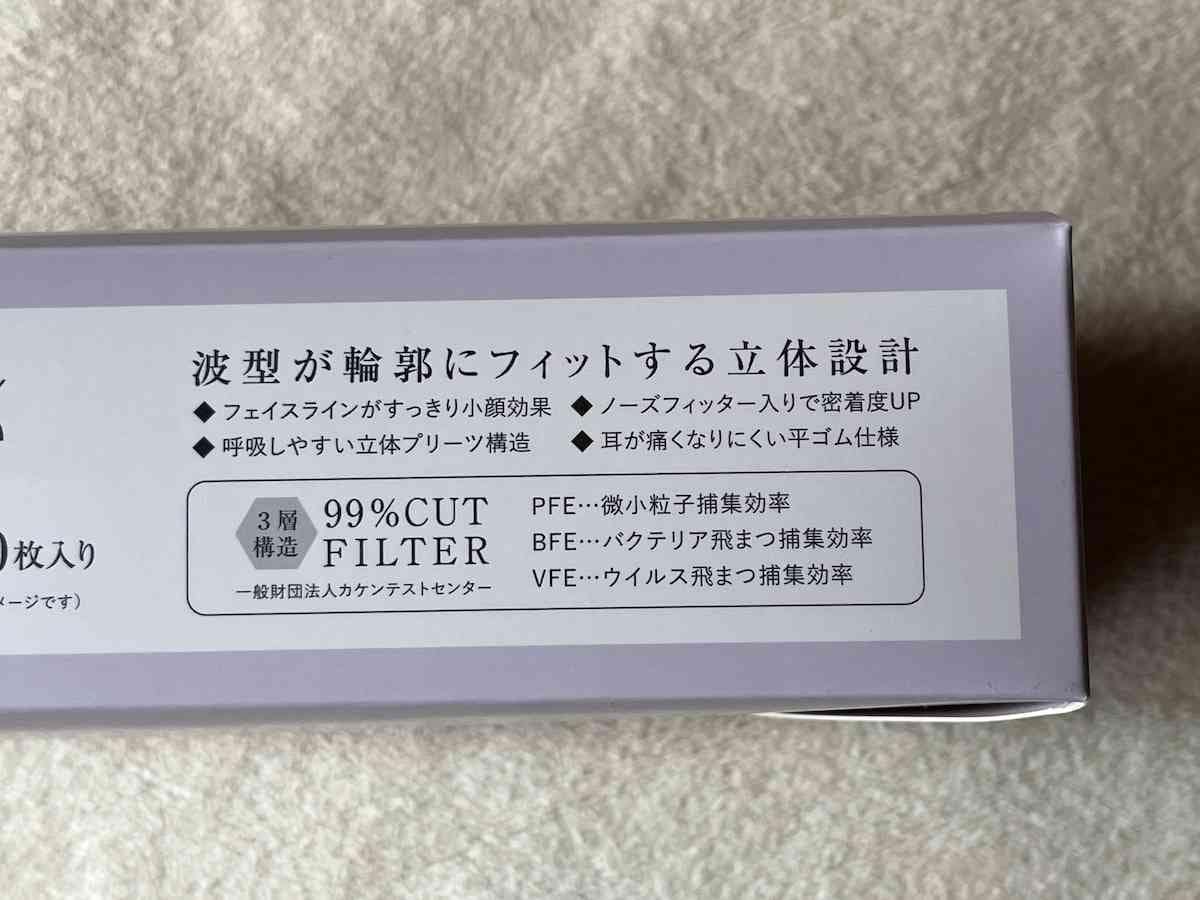 波型が輪郭にフィットする立体設計
◆ フェイスラインがすっきり小顔効果 ◆ ノーズフィッター入りで密着度UP
◆ 呼吸しやすい立体プリーツ構造 ◆ 耳が痛くなりにくい平ゴム仕様
3層
構造
99%CUT
FILTER
一般財団法人カケンテストセンター
PFE…微小粒子捕集効率
BFE…バクテリア飛まつ捕集効率
VFE…ウイルス飛まつ捕集効率
枚入り
メージです)